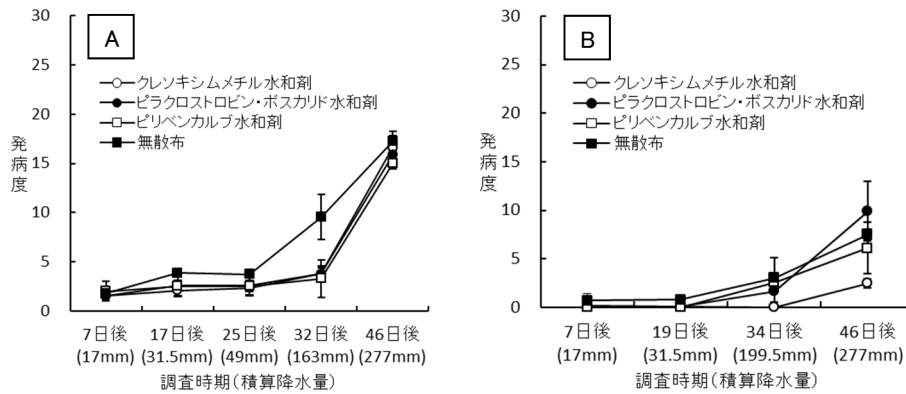 A
30
25
20
15
10
5
0
発病度
クレソキシムメチル水和剤
ピラクロストロビン・ボスカリド水和剤
ピリベンカルブ水和剤
無散布
7日後 17日後 25日後 32日後 46日後
(17mm) (31.5mm) (49mm) (163mm) (277mm)
調査時期(積算降水量)
B
30
25
20
15
10
5
0
発病度
クレソキシムメチル水和剤
ピラクロストロビン・ボスカリド水和剤
ピリベンカルブ水和剤
無散布
7日後 19日後 34日後 46日後
(17mm) (31.5mm) (199.5mm) (277mm)
調査時期(積算降水量)